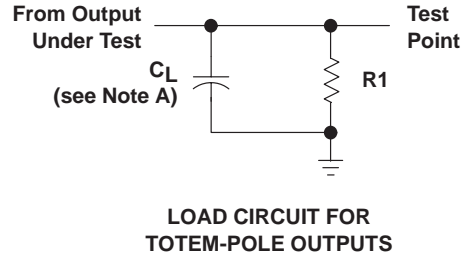 From Output
Under Test
Test
Point
CL
(see Note A)
R1
LOAD CIRCUIT FOR
TOTEM-POLE OUTPUTS